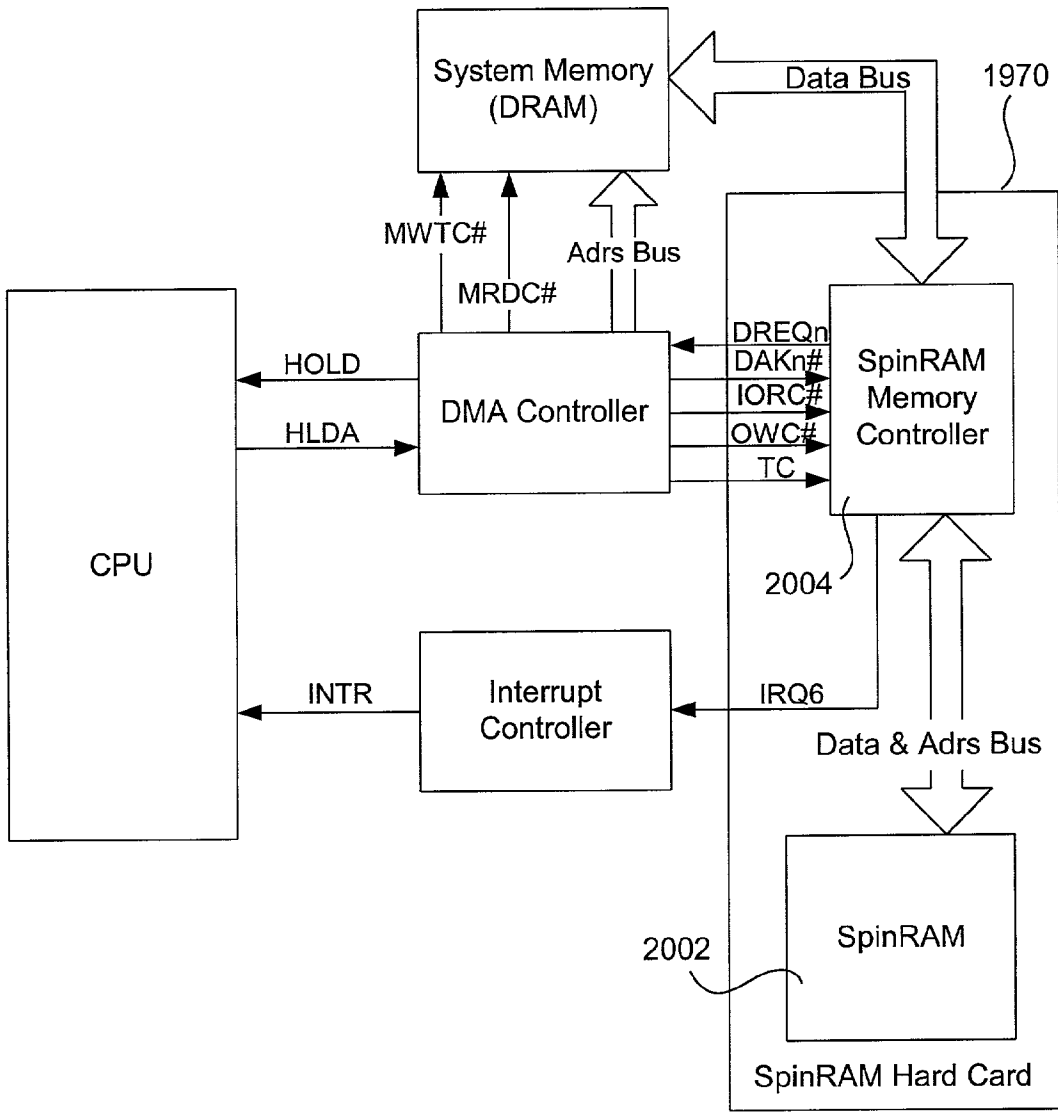 System Memory
(DRAM)
Data Bus
1970
MWTC#
MRDC#
Adrs Bus
CPU
HOLD
HLDA
DMA Controller
DREQn
DAKn#
IORC#
OWC#
TC
SpinRAM
Memory
Controller
2004
INTR
Interrupt
Controller
IRQ6
Data & Adrs Bus
2002
SpinRAM
SpinRAM Hard Card